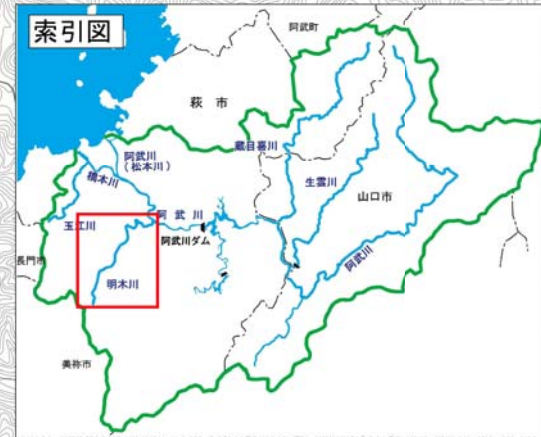 索引図
阿武町
萩市
蔵目喜川
阿武川
(松本川)
橋本川
生雲川
山口市
玉江川
阿武川
阿武川ダム
阿武川
長門市
明木川
美祢市